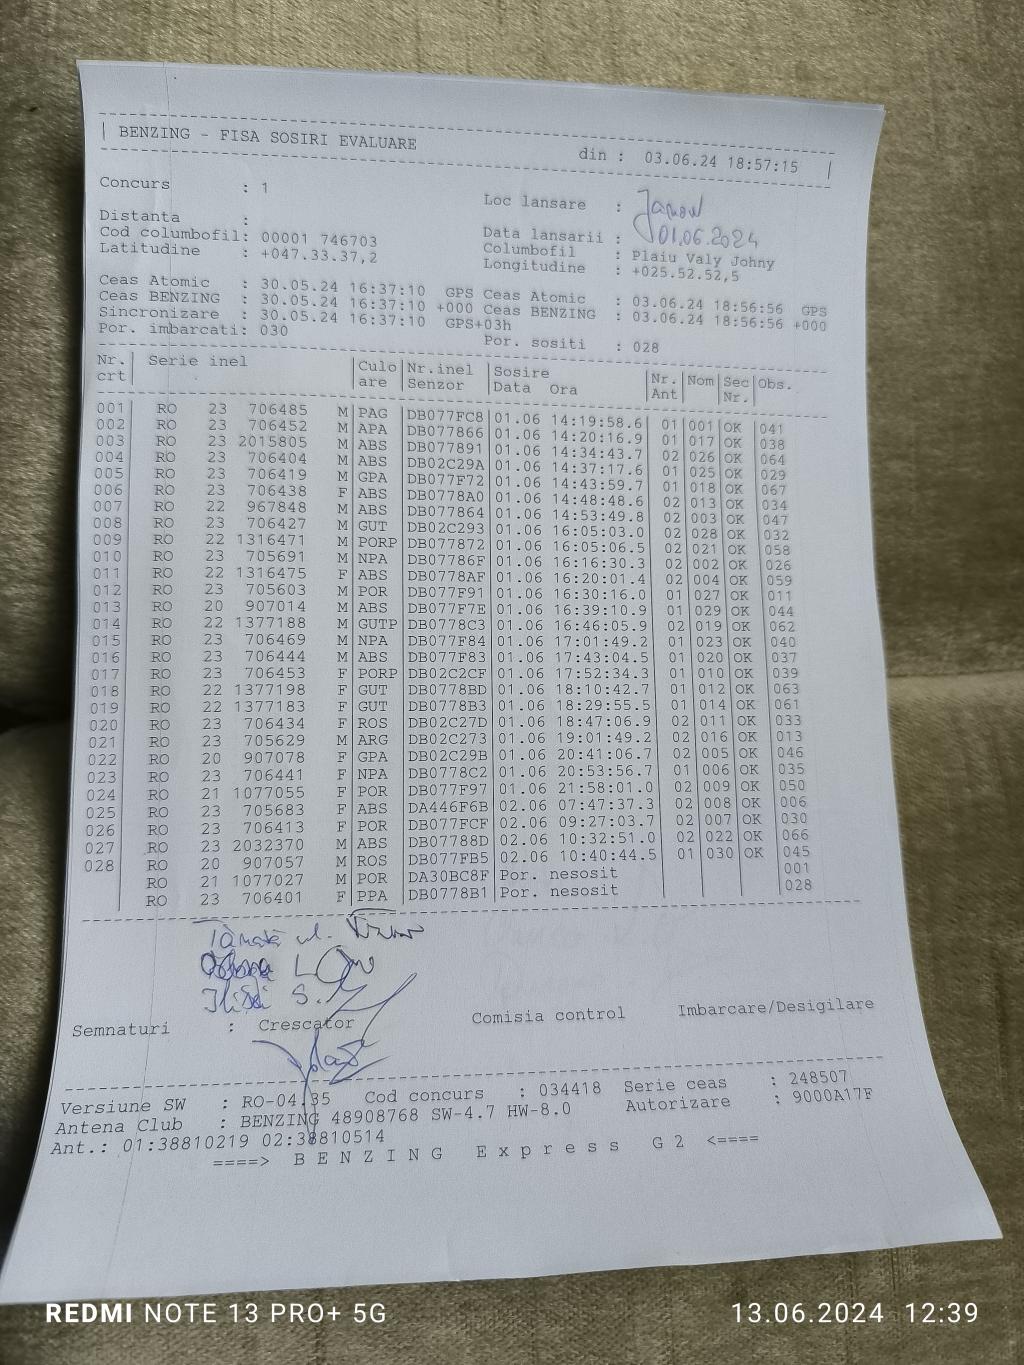 BENZING - FISA SOSIRI EVALUARE din : 03.06.24 18:57:15
Concurs : 1 Loc lansare : Janow
Distanta : Data lansarii : 01.06.2024
Cod columbofil: 00001 746703 Columbofil : Plaiu Valy Johny
Latitudine : +047.33.37,2 Longitudine : +025.52.52,5
Ceas Atomic : 30.05.24 16:37:10 GPS Ceas Atomic : 03.06.24 18:56:56 GPS
Ceas BENZING : 30.05.24 16:37:10 +000 Ceas BENZING : 03.06.24 18:56:56 +000
Sincronizare : 30.05.24 16:37:10 GPS+03h
Por. imbarcati: 030 Por. sositi : 028
Nr. Serie inel Culo Nr.inel Sosire Nr. Nom Sec Obs.
crt are Senzor Data Ora Ant Nr.
001 RO 23 706485 M PAG DB077FC8 01.06 14:19:58.6 01 001 OK 041
002 RO 23 706452 M APA DB077866 01.06 14:20:16.9 01 017 OK 038
003 RO 23 2015805 M ABS DB077891 01.06 14:34:43.7 02 026 OK 064
004 RO 23 706404 M ABS DB02C29A 01.06 14:37:17.6 01 025 OK 029
005 RO 23 706419 M GPA DB077F72 01.06 14:43:59.7 01 018 OK 067
006 RO 23 706438 F ABS DB0778A0 01.06 14:48:48.6 02 013 OK 034
007 RO 22 967848 M ABS DB077864 01.06 14:53:49.8 02 003 OK 047
008 RO 23 706427 M GUT DB02C293 01.06 16:05:03.0 02 028 OK 032
009 RO 22 1316471 M PORP DB077872 01.06 16:05:06.5 02 021 OK 058
010 RO 23 705691 M NPA DB07786F 01.06 16:16:30.3 02 002 OK 026
011 RO 22 1316475 F ABS DB0778AF 01.06 16:20:01.4 02 004 OK 059
012 RO 23 705603 M POR DB077F91 01.06 16:30:16.0 01 027 OK 011
013 RO 20 907014 M ABS DB077F7E 01.06 16:39:10.9 01 029 OK 044
014 RO 22 1377188 M GUTP DB0778C3 01.06 16:46:05.9 02 019 OK 062
015 RO 23 706469 M NPA DB077F84 01.06 17:01:49.2 01 023 OK 040
016 RO 23 706444 M ABS DB077F83 01.06 17:43:04.5 01 020 OK 037
017 RO 23 706453 F PORP DB02C2CF 01.06 17:52:34.3 01 010 OK 039
018 RO 22 1377198 F GUT DB0778BD 01.06 18:10:42.7 01 012 OK 063
019 RO 22 1377183 F GUT DB0778B3 01.06 18:29:55.5 01 014 OK 061
020 RO 23 706434 F ROS DB02C27D 01.06 18:47:06.9 02 011 OK 033
021 RO 23 705629 M ARG DB02C273 01.06 19:01:49.2 02 016 OK 013
022 RO 20 907078 F GPA DB02C29B 01.06 20:41:06.7 02 005 OK 046
023 RO 23 706441 F NPA DB0778C2 01.06 20:53:56.7 01 006 OK 035
024 RO 21 1077055 F POR DB077F97 01.06 21:58:01.0 02 009 OK 050
025 RO 23 705683 F ABS DA446F6B 02.06 07:47:37.3 02 008 OK 006
026 RO 23 706413 F POR DB077FCF 02.06 09:27:03.7 02 007 OK 030
027 RO 23 2032370 M ABS DB07788D 02.06 10:32:51.0 02 022 OK 066
028 RO 20 907057 M ROS DB077FB5 02.06 10:40:44.5 01 030 OK 045
RO 21 1077027 M POR DA30BC8F Por. nesosit 001
RO 23 706401 F PPA DB0778B1 Por. nesosit 028
Semnaturi : Crescator Comisia control Imbarcare/Desigilare
Versiune SW : RO-04.35 Cod concurs : 034418 Serie ceas : 248507
Antena Club : BENZING 48908768 SW-4.7 HW-8.0 Autorizare : 9000A17F
Ant.: 01:38810219 02:38810514
====> B E N Z I N G E x p r e s s G 2 <====
REDMI NOTE 13 PRO+ 5G 13.06.2024 12:39